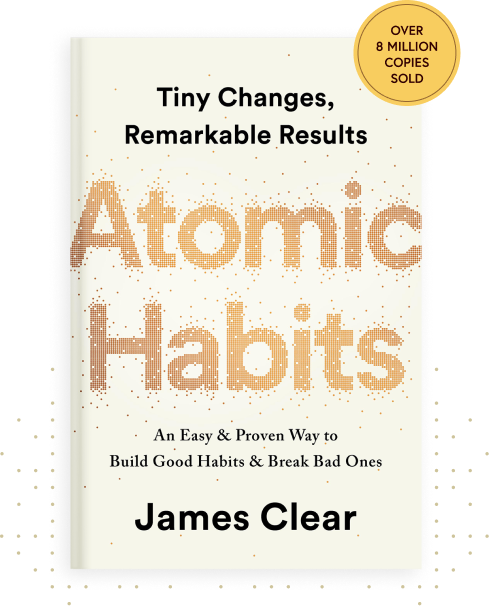 OVER
8 MILLION
COPIES
SOLD
Tiny Changes,
Remarkable Results
Atomic
Habits
An Easy & Proven Way to
Build Good Habits & Break Bad Ones
James Clear